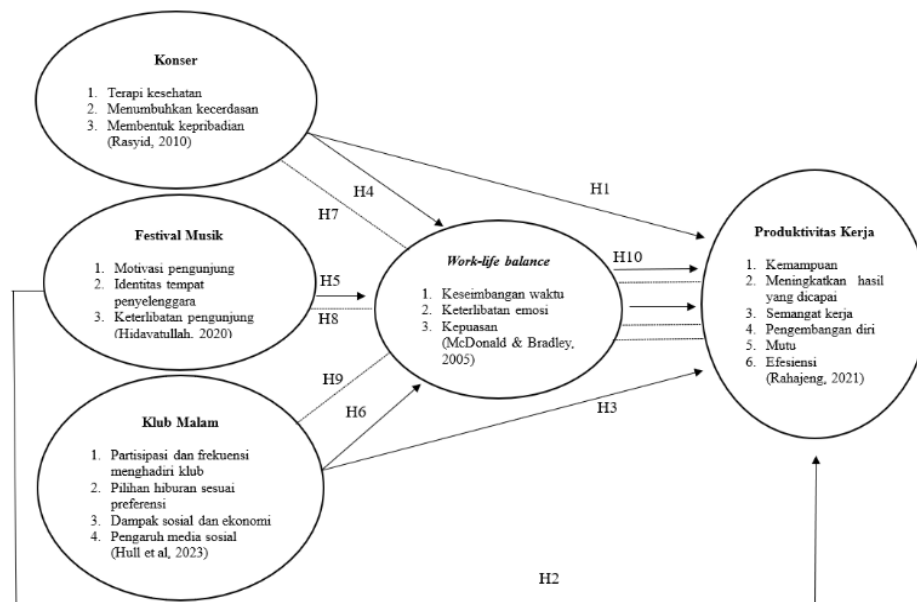 Konser
1. Terapi kesehatan
2. Menumbuhkan kecerdasan
3. Membentuk kepribadian
(Rasyid, 2010)
H1
H4
H7
Festival Musik
1. Motivasi pengunjung
2. Identitas tempat
penyelenggara
3. Keterlibatan pengunjung
(Hidayatullah, 2020)
H5
H8
Work-life balance
1. Keseimbangan waktu
2. Keterlibatan emosi
3. Kepuasan
(McDonald & Bradley,
2005)
H10
Produktivitas Kerja
1. Kemampuan
2. Meningkatkan hasil
yang dicapai
3. Semangat kerja
4. Pengembangan diri
5. Mutu
6. Efesiensi
(Rahajeng, 2021)
H9
H6
H3
Klub Malam
1. Partisipasi dan frekuensi
menghadiri klub
2. Pilihan hiburan sesuai
preferensi
3. Dampak sosial dan ekonomi
4. Pengaruh media sosial
(Hull et al, 2023)
H2